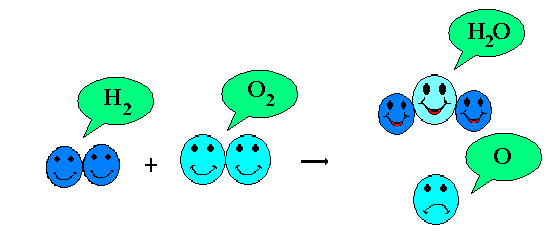 H₂ + O₂ →
H₂O
O